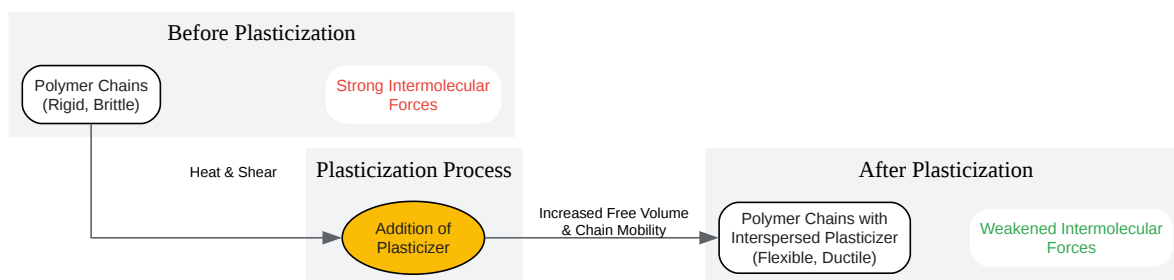 Before Plasticization
Polymer Chains
(Rigid, Brittle)
Strong Intermolecular
Forces
Heat & Shear
Plasticization Process
Addition of
Plasticizer
Increased Free Volume
& Chain Mobility
After Plasticization
Polymer Chains with
Interspersed Plasticizer
(Flexible, Ductile)
Weakened Intermolecular
Forces